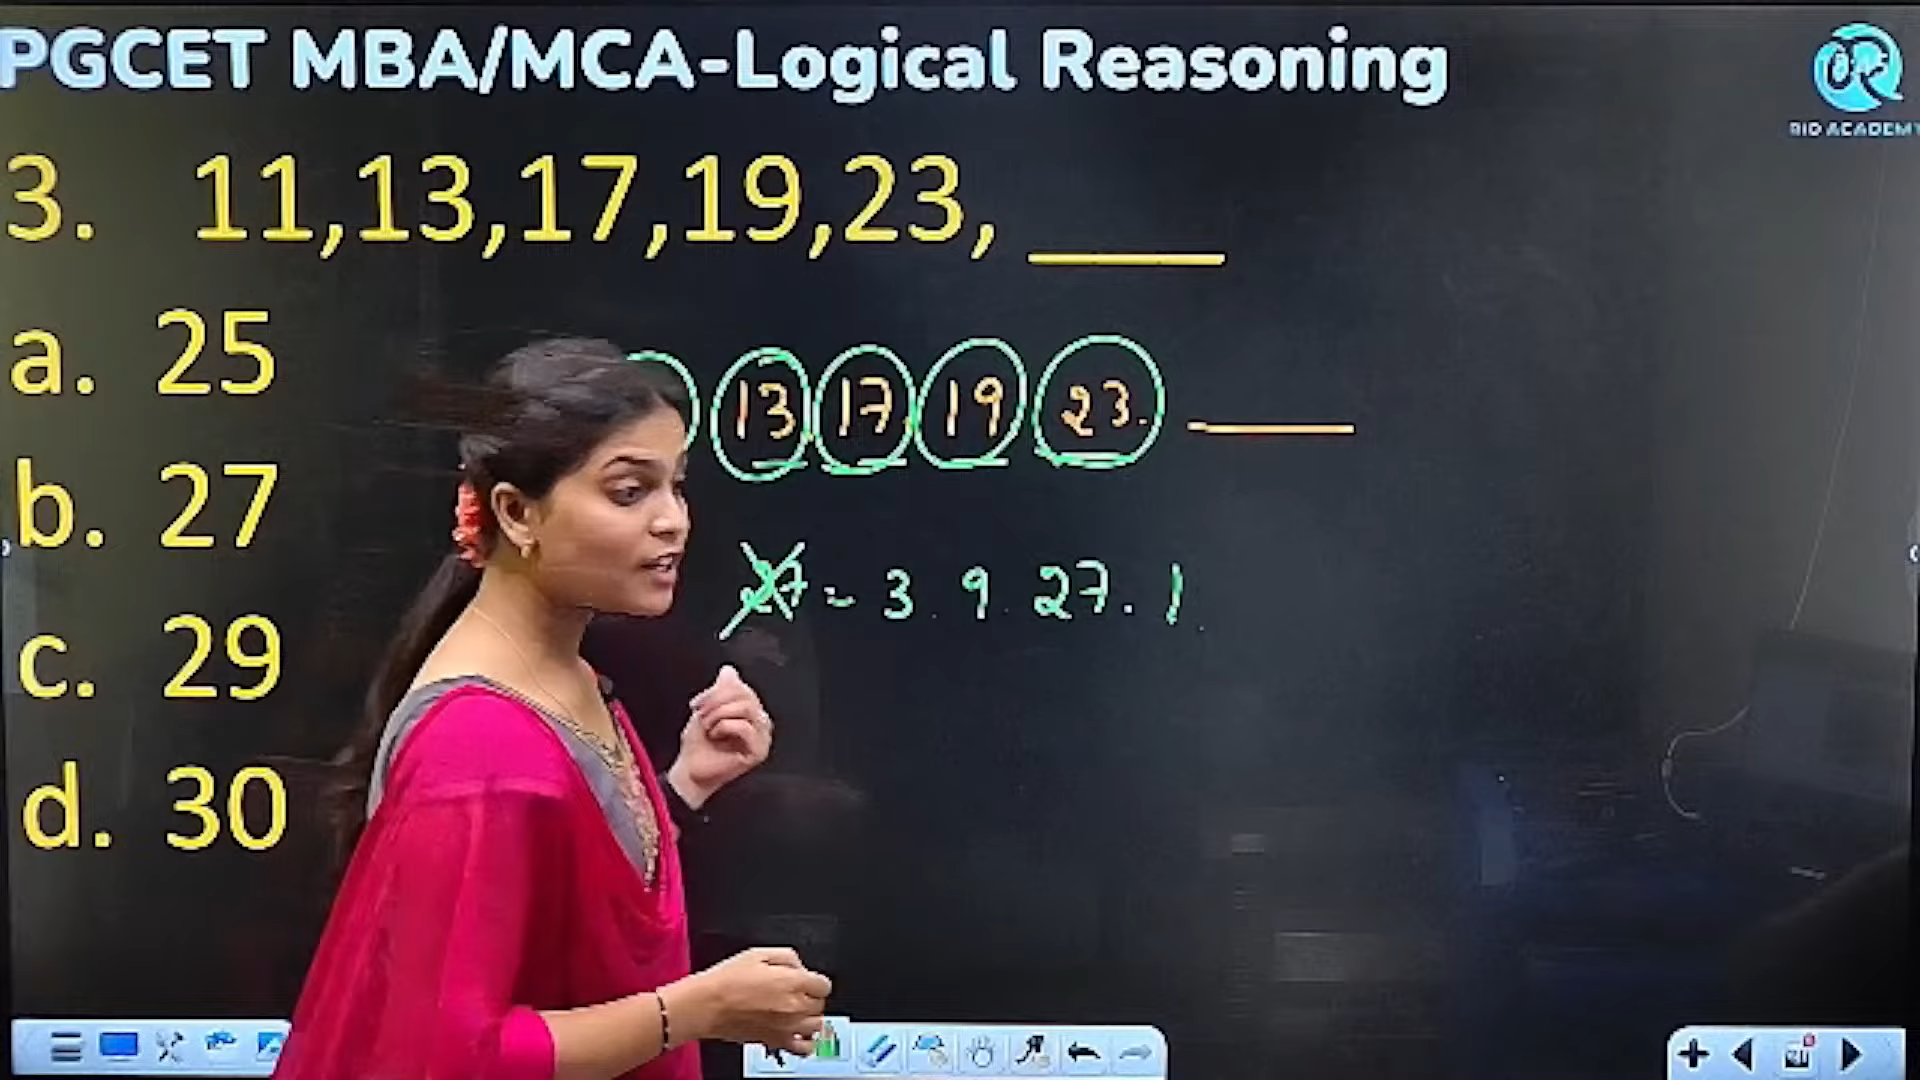 PGCET MBA/MCA-Logical Reasoning
RIO ACADEMY
3. 11,13,17,19,23, ____
a. 25
b. 27
c. 29
d. 30
13, 17, 19 23. ____
27 = 3. 9. 27. 1.